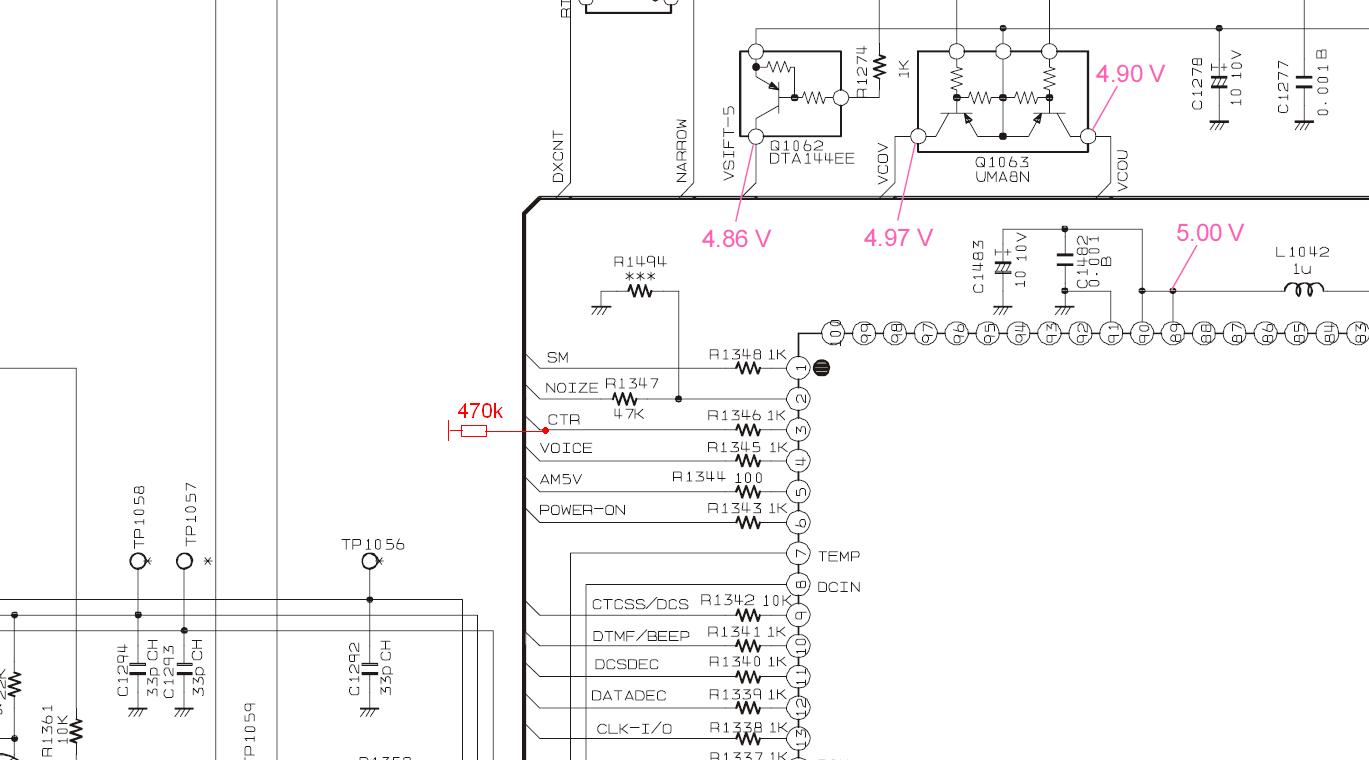 R1274
1K
4.90 V
C1278
10 10V
C1277
0.001B
VSIFT-5
Q1062
DTA144EE
Q1063
UMA8N
DXCNT
NARROW
VCOV
VCOU
4.86 V
4.97 V
5.00 V
C1483
10 10V
C1482
0.001
B
L1042
1u
R1494
***
100
99
98
97
96
95
94
93
92
91
90
89
88
87
86
85
84
83
SM
R1348 1K
1
NOIZE
R1347
47K
2
470k
CTR
R1346 1K
3
VOICE
R1345 1K
4
AM5V
R1344 100
5
POWER-ON
R1343 1K
6
7
TEMP
8
DCIN
TP1058
TP1057
*
*
TP1056
*
CTCSS/DCS
R1342 10K
9
DTMF/BEEP
R1341 1K
10
DCSDEC
R1340 1K
11
DATADEC
R1339 1K
12
CLK-I/O
R1338 1K
13
R1337 1K
C1294
33p CH
C1293
33p CH
C1292
33p CH
22K
R1361
10K
TP1059